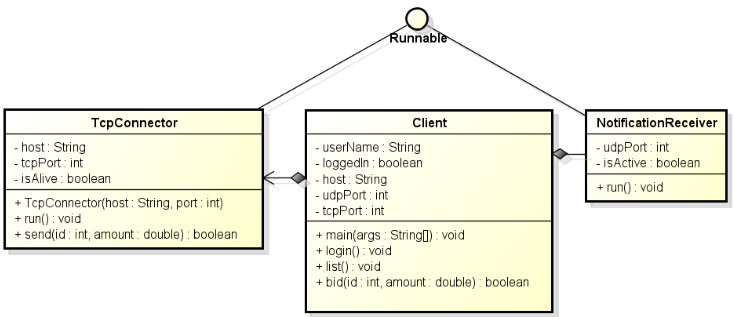 Runnable
TcpConnector
- host : String
- tcpPort : int
- isAlive : boolean
+ TcpConnector(host : String, port : int)
+ run() : void
+ send(id : int, amount : double) : boolean
Client
- userName : String
- loggedIn : boolean
- host : String
- udpPort : int
- tcpPort : int
+ main(args : String[]) : void
+ login() : void
+ list() : void
+ bid(id : int, amount : double) : boolean
NotificationReceiver
- udpPort : int
- isActive : boolean
+ run() : void